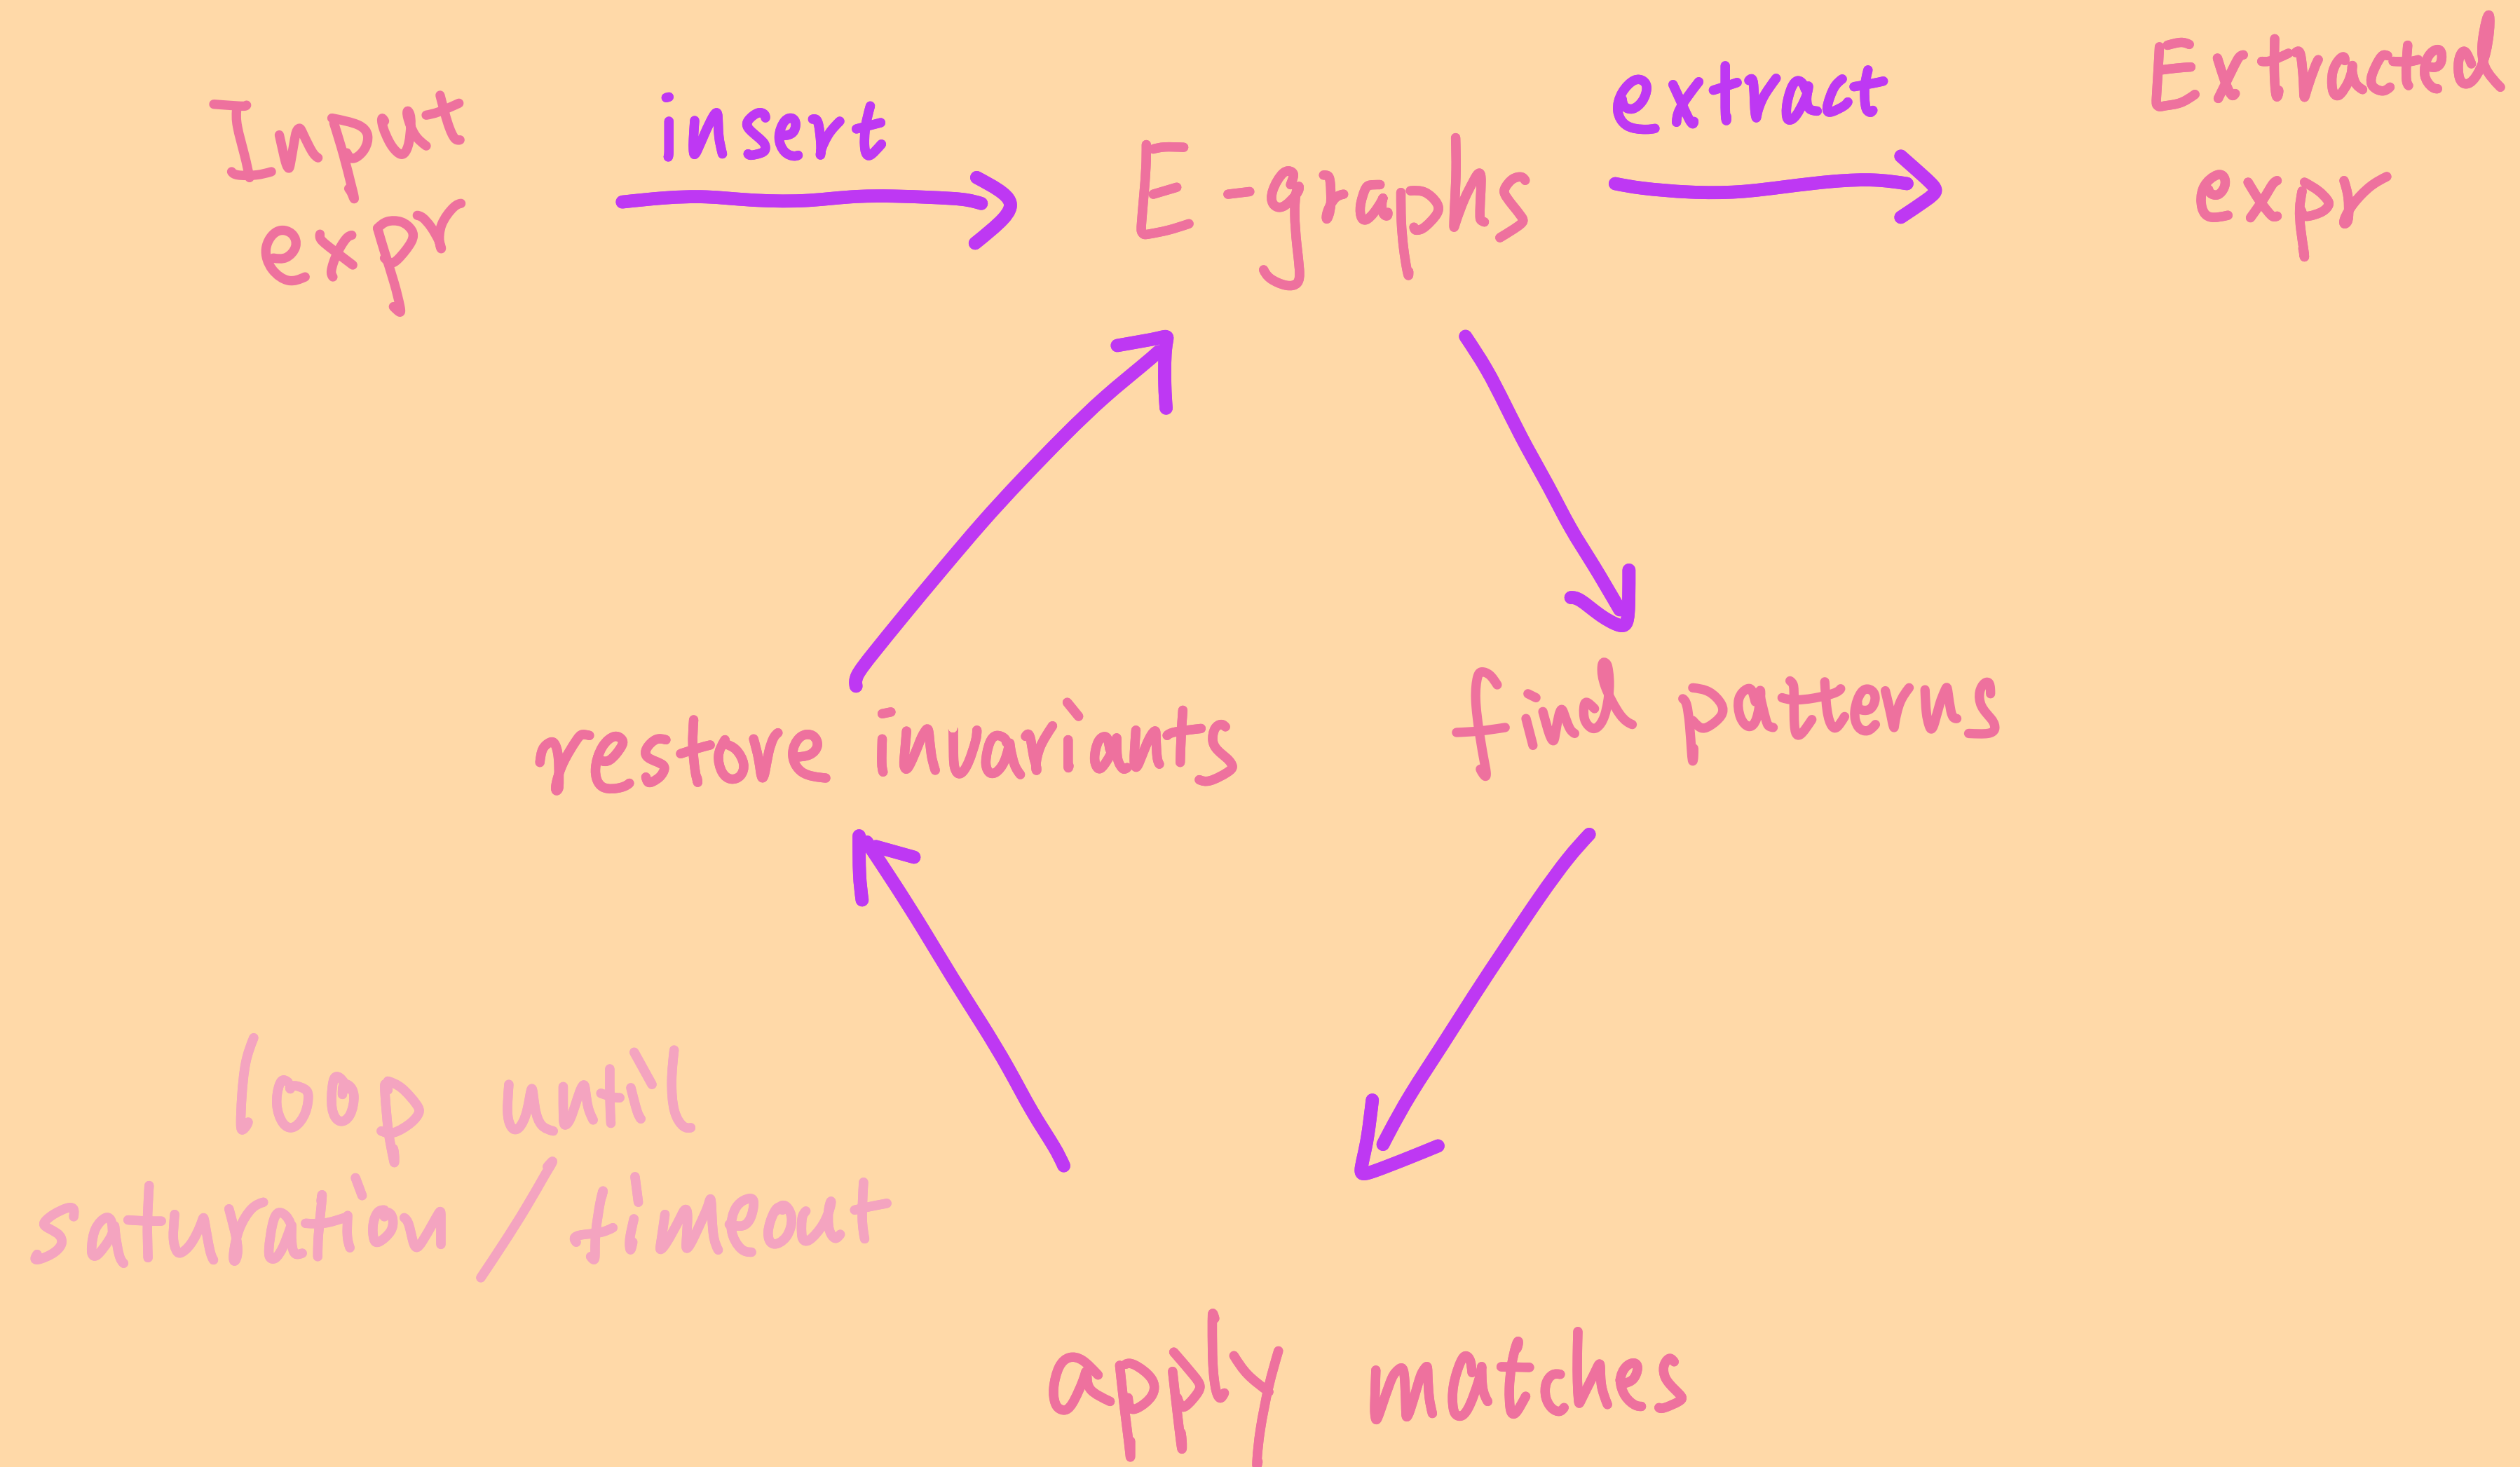 Input
expr
insert
E-graphs
extract
Extracted
expr
restore invariants
find patterns
loop until
saturation / timeout
apply matches